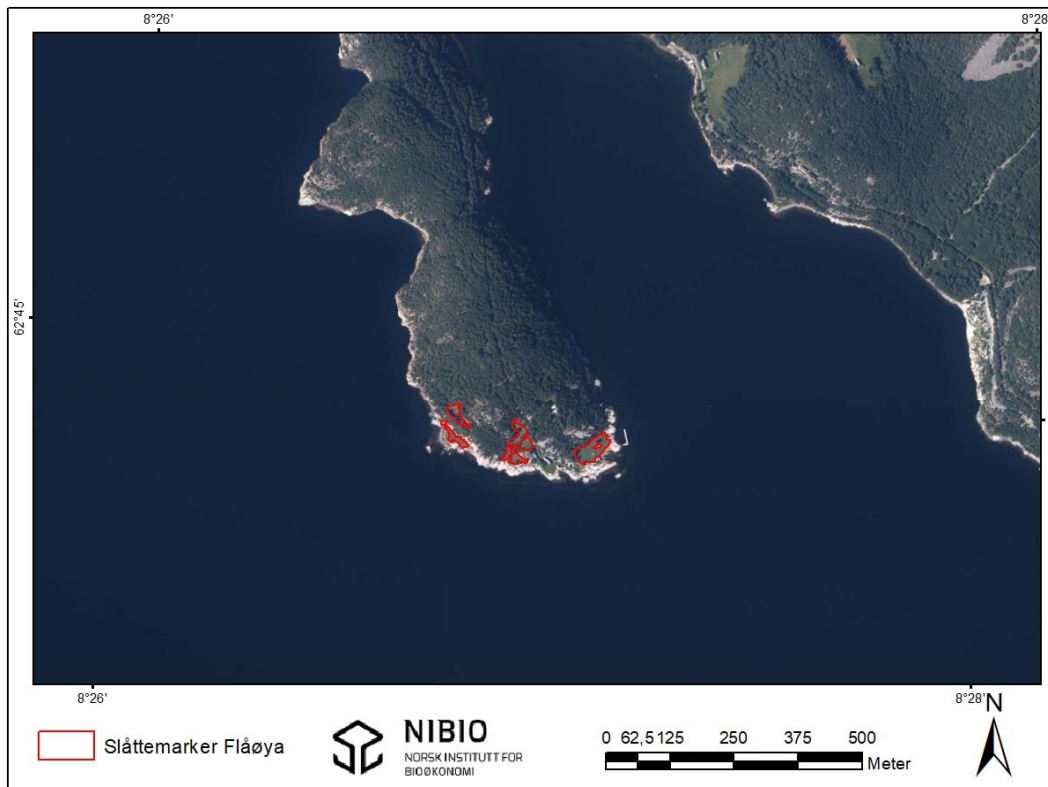 8°26'
8°28'
62°45'
8°26'
8°28'
N
Slåttemarker Flåøya
NIBIO
NORSK INSTITUTT FOR
BIOØKONOMI
0 62,5 125 250 375 500
Meter